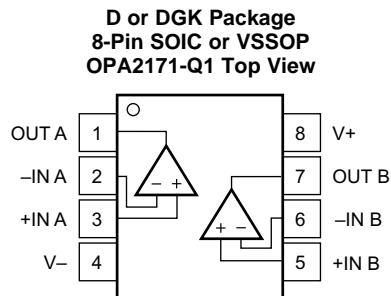 D or DGK Package
8-Pin SOIC or VSSOP
OPA2171-Q1 Top View
OUT A 1 8 V+
–IN A 2 7 OUT B
– +
+IN A 3 6 –IN B
+ –
V– 4 5 +IN B